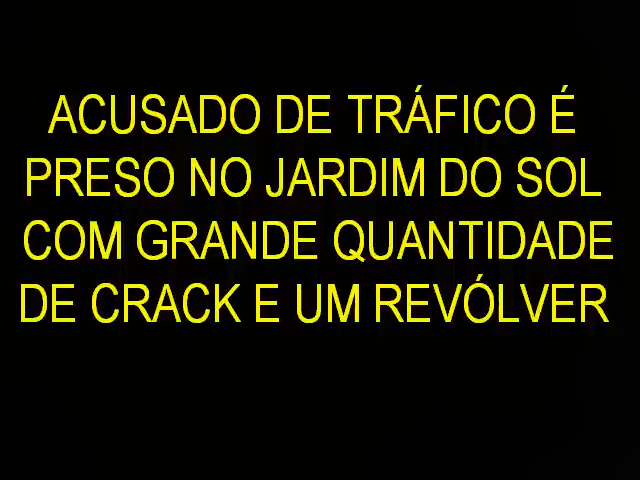 ACUSADO DE TRÁFICO É
PRESO NO JARDIM DO SOL
COM GRANDE QUANTIDADE
DE CRACK E UM REVÓLVER